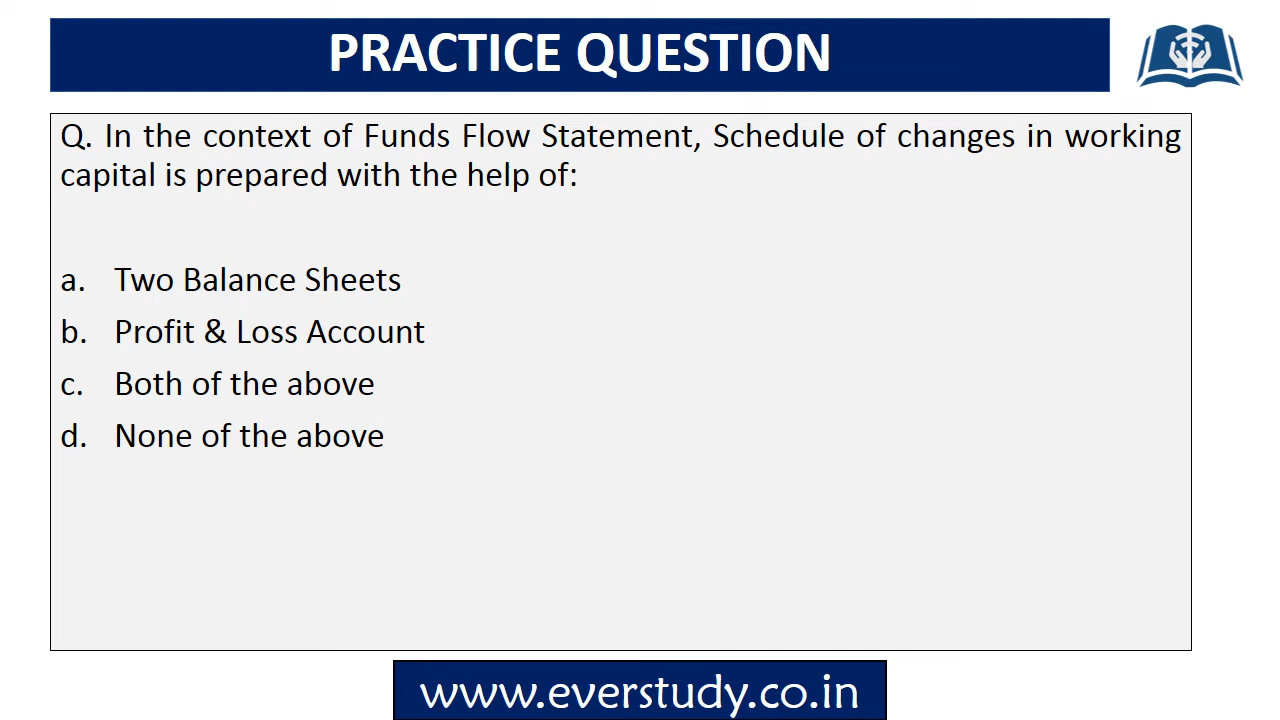 PRACTICE QUESTION
Q. In the context of Funds Flow Statement, Schedule of changes in working
capital is prepared with the help of:
a. Two Balance Sheets
b. Profit & Loss Account
c. Both of the above
d. None of the above
www.everstudy.co.in